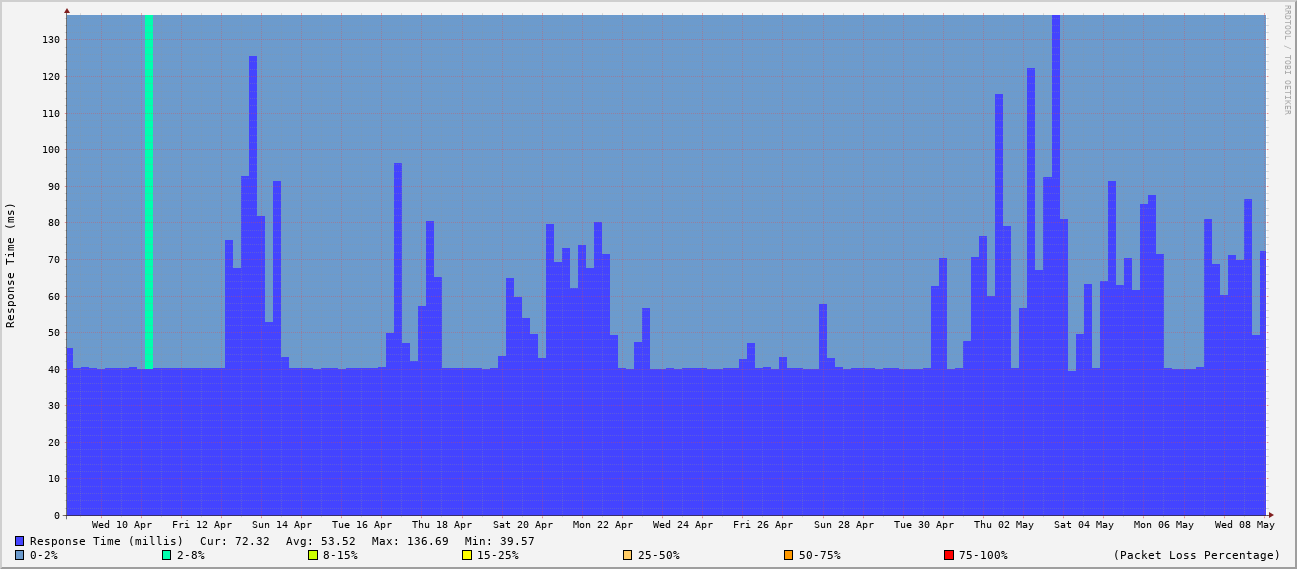 RRDTOOL / TOBI OETIKER
Response Time (ms)
130
120
110
100
90
80
70
60
50
40
30
20
10
0
Wed 10 Apr Fri 12 Apr Sun 14 Apr Tue 16 Apr Thu 18 Apr Sat 20 Apr Mon 22 Apr Wed 24 Apr Fri 26 Apr Sun 28 Apr Tue 30 Apr Thu 02 May Sat 04 May Mon 06 May Wed 08 May
Response Time (millis) Cur: 72.32 Avg: 53.52 Max: 136.69 Min: 39.57
0-2% 2-8% 8-15% 15-25% 25-50% 50-75% 75-100% (Packet Loss Percentage)